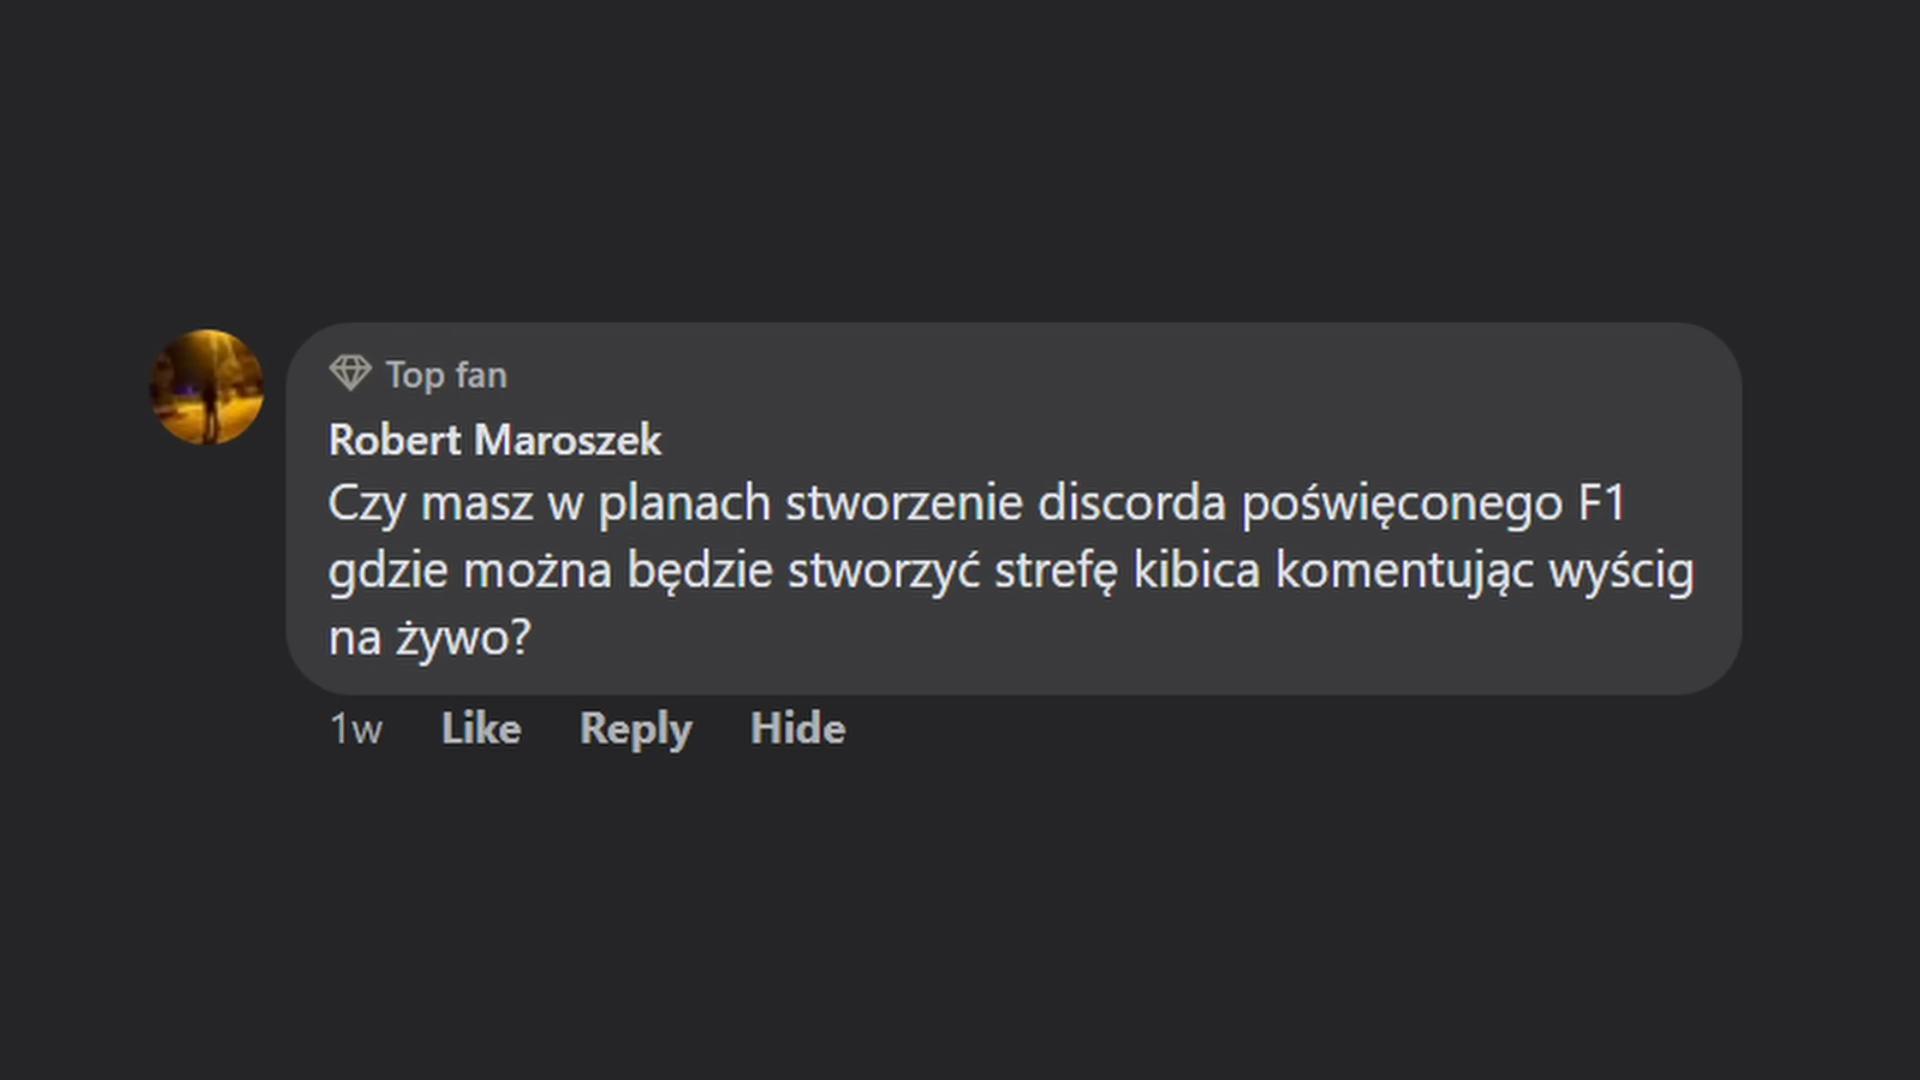 Top fan
Robert Maroszek
Czy masz w planach stworzenie discorda poświęconego F1
gdzie można będzie stworzyć strefę kibica komentując wyścig
na żywo?
1w Like Reply Hide